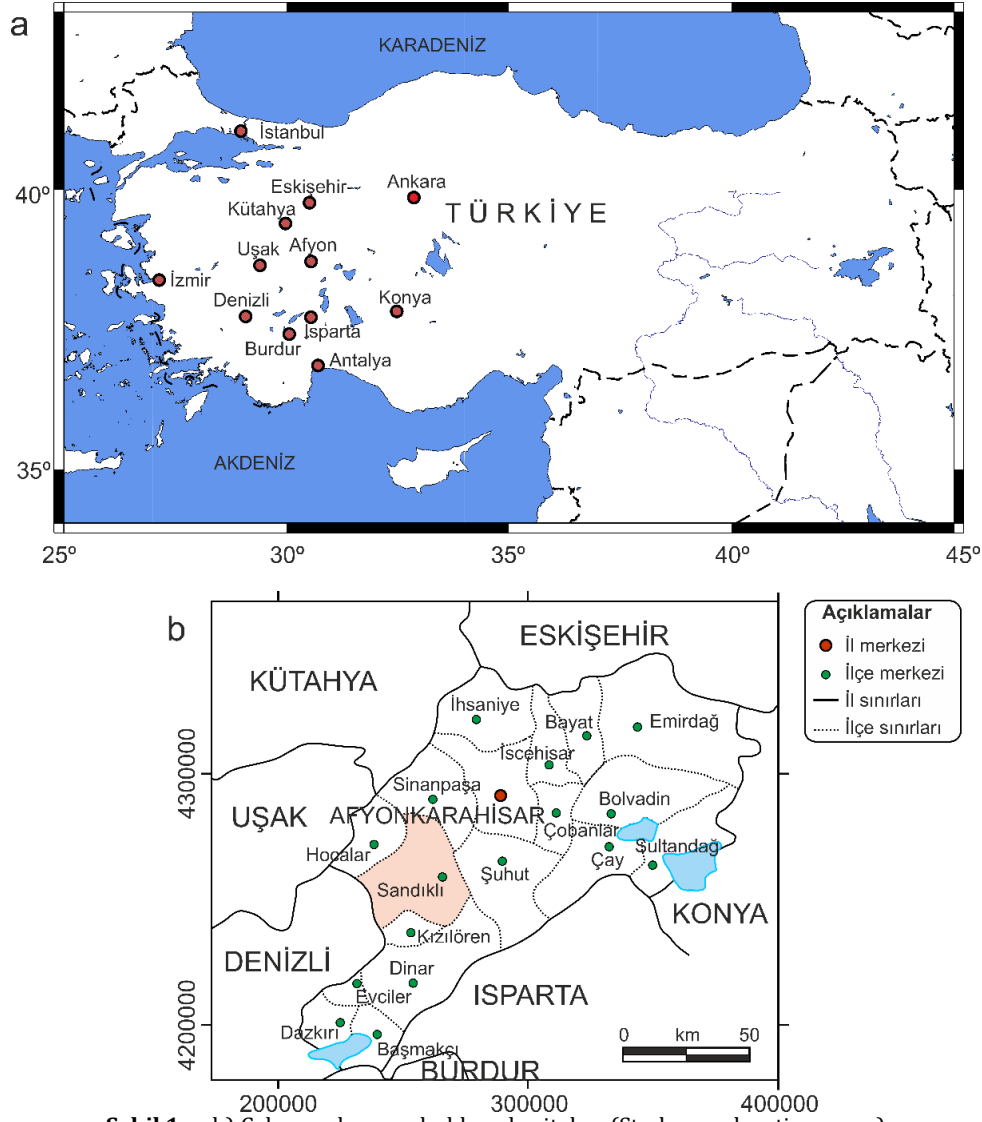 a
KARADENİZ
İstanbul
40º
Eskişehir
Ankara
Kütahya
TÜRKİYE
Uşak
Afyon
İzmir
Denizli
Konya
Isparta
Burdur
Antalya
35º
AKDENİZ
25º
30º
35º
40º
45º
b
ESKİŞEHİR
KÜTAHYA
Açıklamalar
İl merkezi
İlçe merkezi
İl sınırları
İlçe sınırları
İhsaniye
Bayat
Emirdağ
İscehisar
4300000
Sinanpaşa
Bolvadin
UŞAK
AFYONKARAHİSAR
Çobanlar
Hocalar
Çay
Sultandağ
Şuhut
Sandıklı
KONYA
Kızılören
DENİZLİ
Dinar
ISPARTA
Evciler
4200000
Dazkırı
0 km 50
Başmakçı
BURDUR
200000
300000
400000